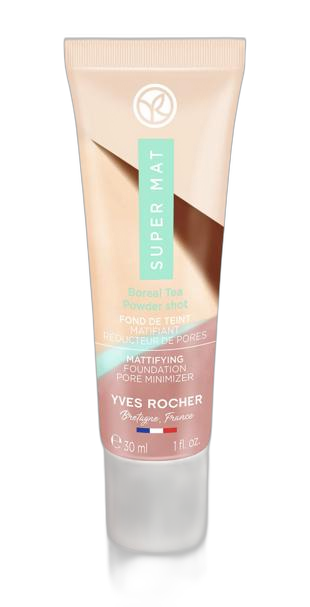 SUPER MAT
Boreal Tea
Powder shot
FOND DE TEINT
MATIFIANT
RÉDUCTEUR DE PORES
MATTIFYING
FOUNDATION
PORE MINIMIZER
YVES ROCHER
Bretagne, France
℮ 30 ml 1 fl. oz.